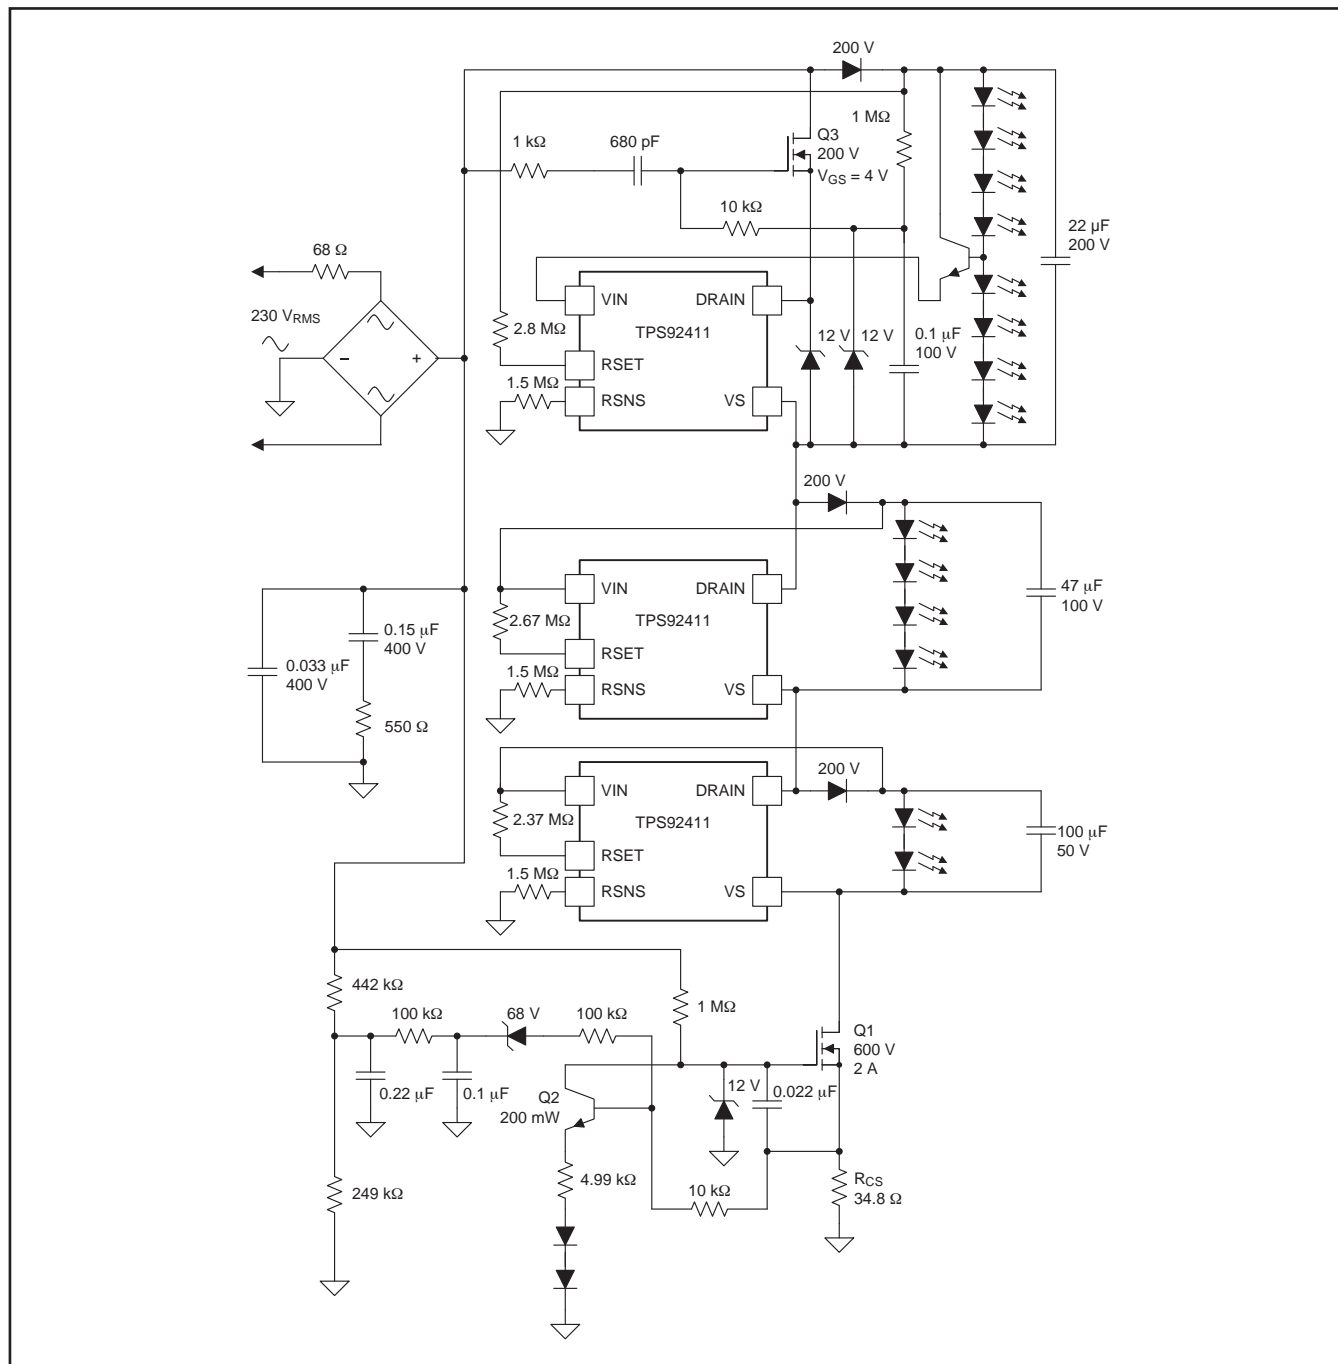 200 V
1 MΩ
Q3
200 V
V_GS = 4 V
1 kΩ
680 pF
10 kΩ
22 µF
200 V
68 Ω
230 V_RMS
VIN
DRAIN
TPS92411
2.8 MΩ
12 V
12 V
0.1 µF
100 V
RSET
1.5 MΩ
RSNS
VS
– +
200 V
VIN
DRAIN
TPS92411
2.67 MΩ
RSET
1.5 MΩ
RSNS
VS
47 µF
100 V
0.15 µF
400 V
0.033 µF
400 V
550 Ω
200 V
VIN
DRAIN
TPS92411
2.37 MΩ
RSET
1.5 MΩ
RSNS
VS
100 µF
50 V
442 kΩ
100 kΩ
68 V
100 kΩ
1 MΩ
Q1
600 V
2 A
0.22 µF
0.1 µF
Q2
200 mW
12 V
0.022 µF
249 kΩ
4.99 kΩ
10 kΩ
R_CS
34.8 Ω